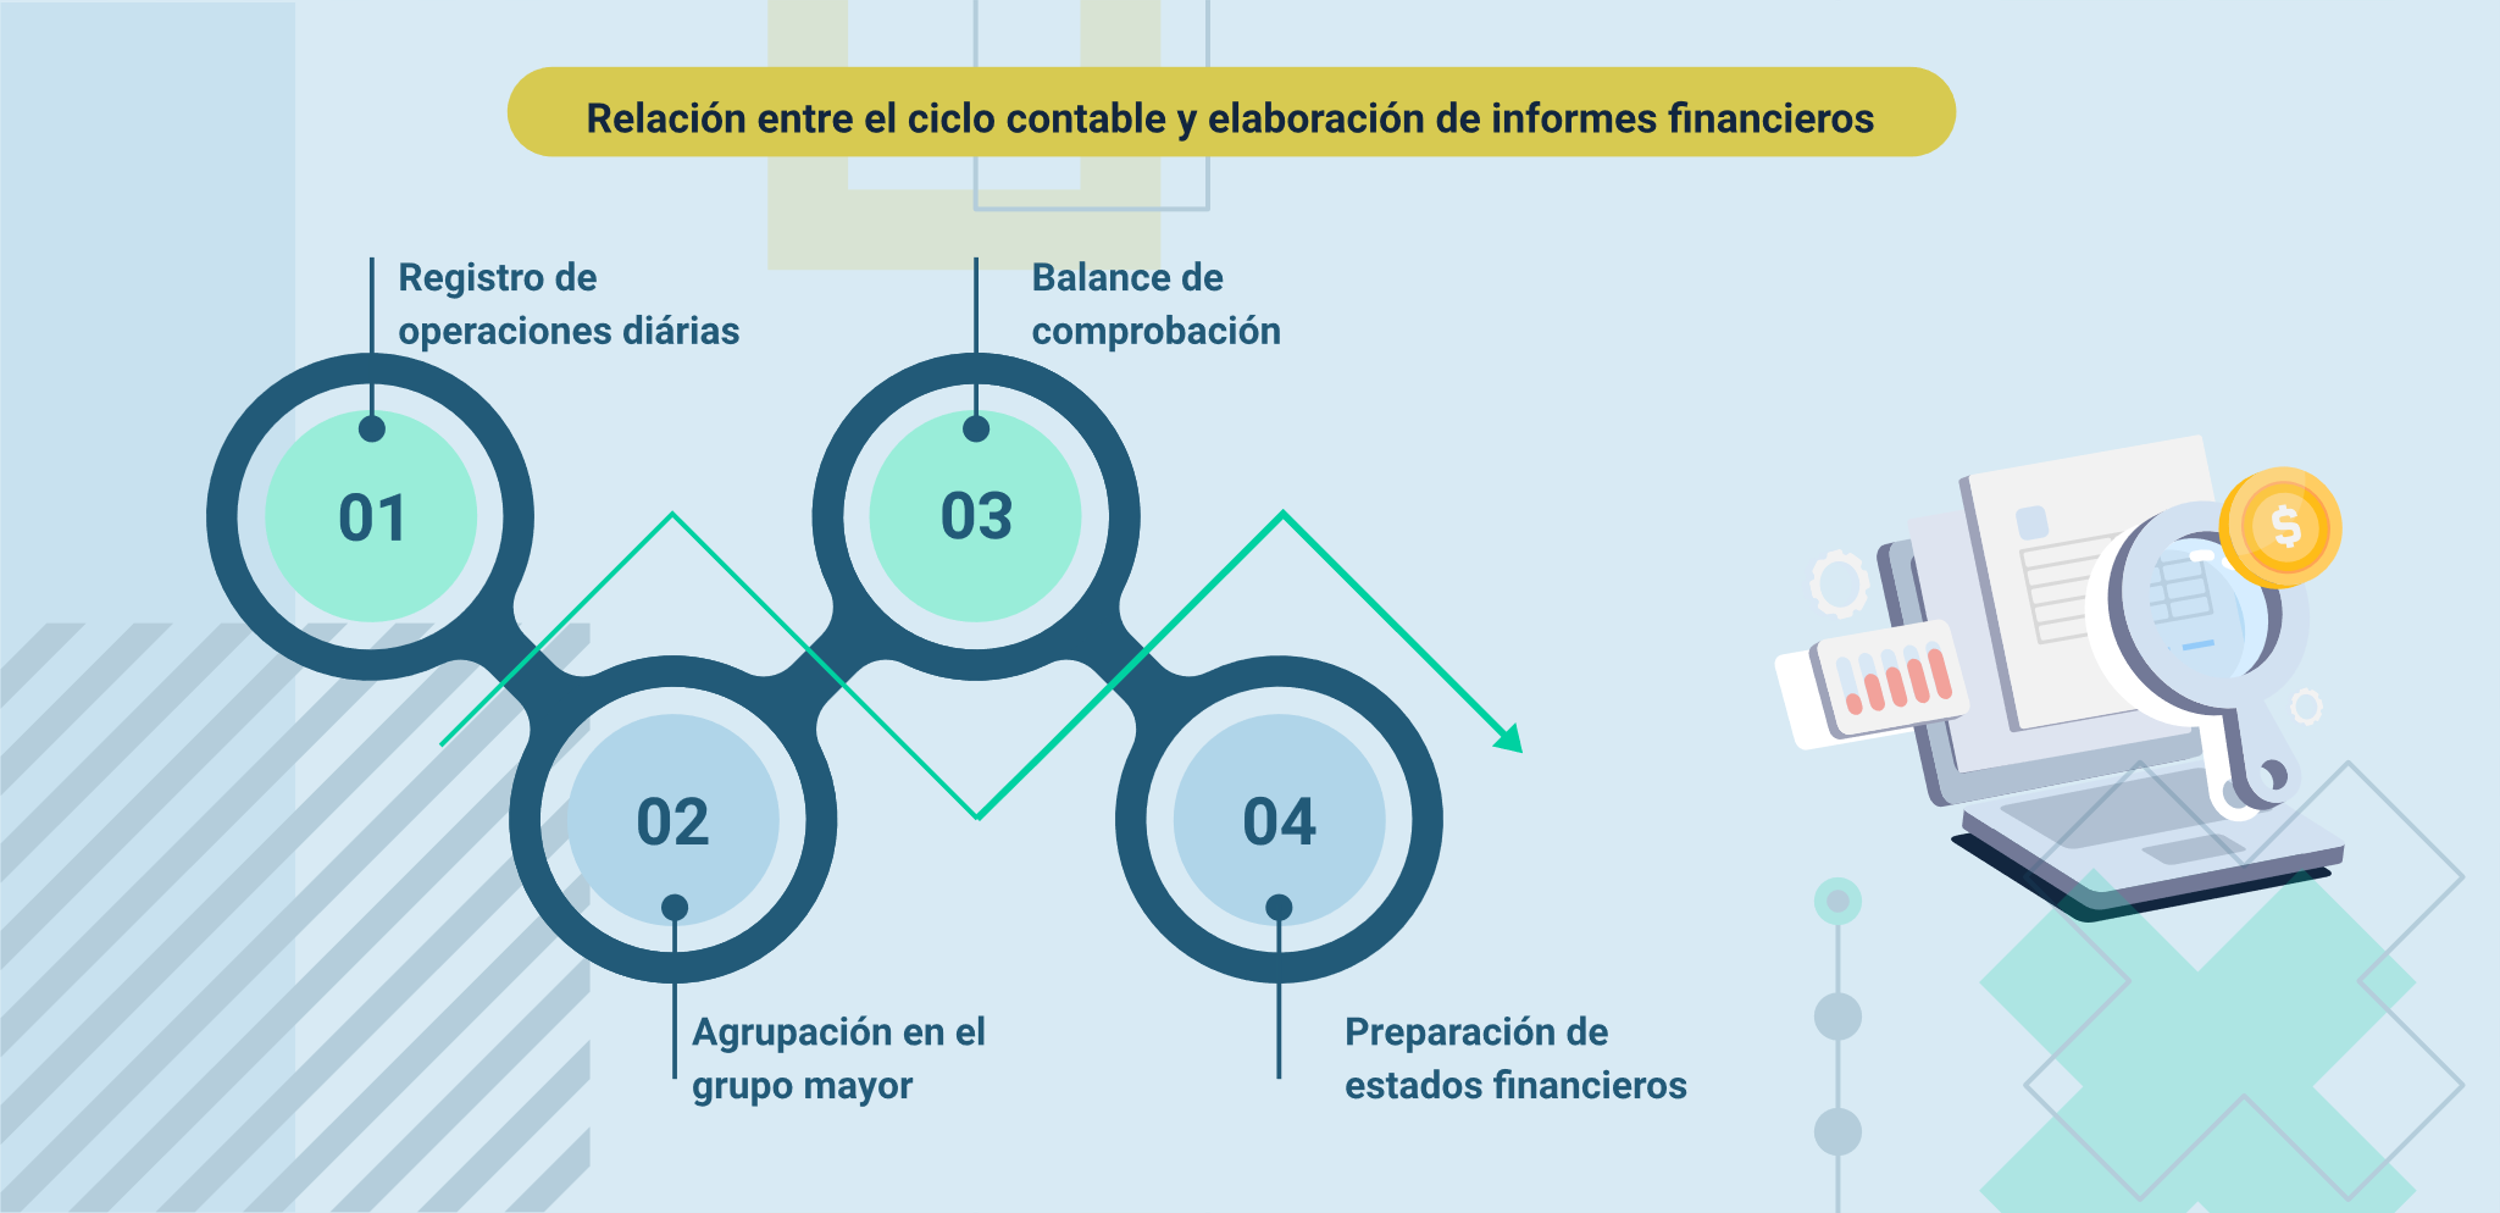 Relación entre el ciclo contable y elaboración de informes financieros
Registro de
operaciones diárias
01
Agrupación en el
grupo mayor
02
Balance de
comprobación
03
Preparación de
estados financieros
04
$